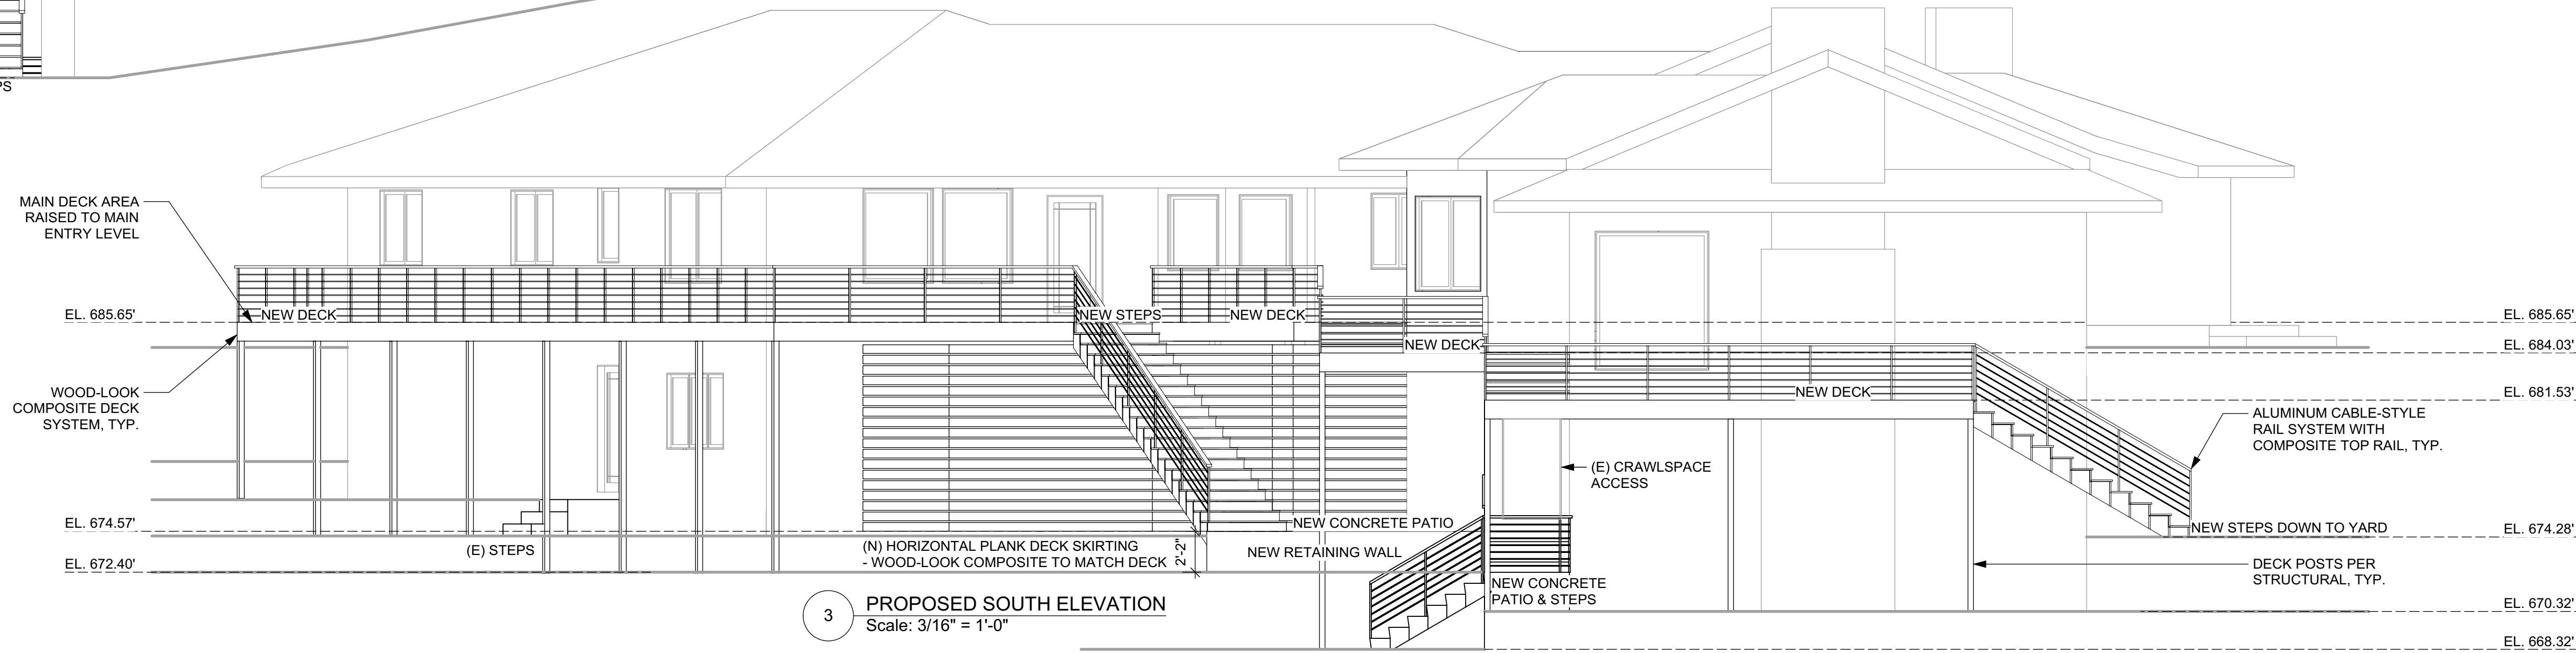 PS
MAIN DECK AREA
RAISED TO MAIN
ENTRY LEVEL
EL. 685.65'
NEW DECK
NEW STEPS
NEW DECK
EL. 685.65'
NEW DECK
EL. 684.03'
WOOD-LOOK
COMPOSITE DECK
SYSTEM, TYP.
NEW DECK
EL. 681.53'
ALUMINUM CABLE-STYLE
RAIL SYSTEM WITH
COMPOSITE TOP RAIL, TYP.
(E) CRAWLSPACE
ACCESS
EL. 674.57'
NEW CONCRETE PATIO
NEW STEPS DOWN TO YARD
EL. 674.28'
(E) STEPS
(N) HORIZONTAL PLANK DECK SKIRTING
- WOOD-LOOK COMPOSITE TO MATCH DECK
2'-2"
NEW RETAINING WALL
EL. 672.40'
NEW CONCRETE
PATIO & STEPS
DECK POSTS PER
STRUCTURAL, TYP.
EL. 670.32'
3
PROPOSED SOUTH ELEVATION
Scale: 3/16" = 1'-0"
EL. 668.32'